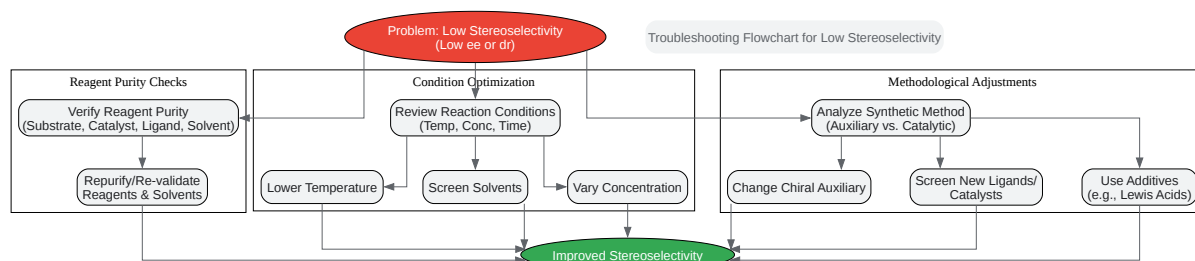 Problem: Low Stereoselectivity
(Low ee or dr)
Troubleshooting Flowchart for Low Stereoselectivity
Reagent Purity Checks
Condition Optimization
Methodological Adjustments
Verify Reagent Purity
(Substrate, Catalyst, Ligand, Solvent)
Review Reaction Conditions
(Temp, Conc, Time)
Analyze Synthetic Method
(Auxiliary vs. Catalytic)
Repurify/Re-validate
Reagents & Solvents
Lower Temperature
Screen Solvents
Vary Concentration
Change Chiral Auxiliary
Screen New Ligands/
Catalysts
Use Additives
(e.g., Lewis Acids)
Improved Stereoselectivity